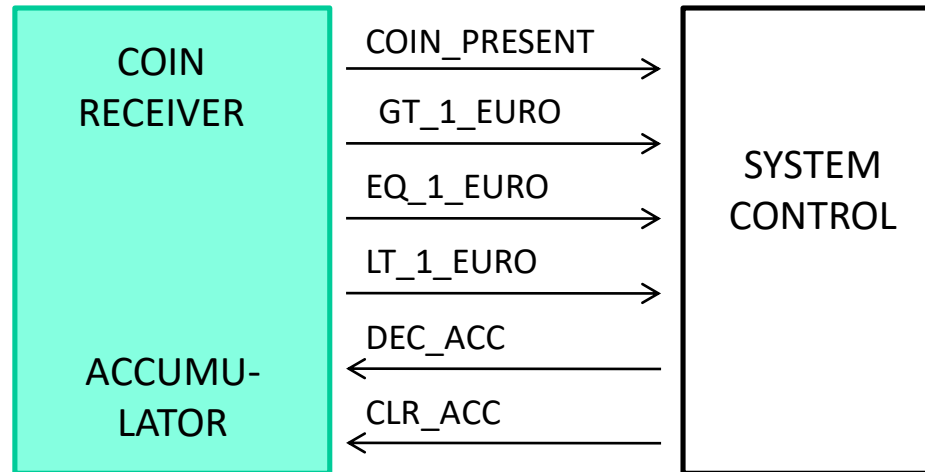 COIN
RECEIVER
ACCUMU-
LATOR
COIN_PRESENT
GT_1_EURO
EQ_1_EURO
LT_1_EURO
DEC_ACC
CLR_ACC
SYSTEM
CONTROL